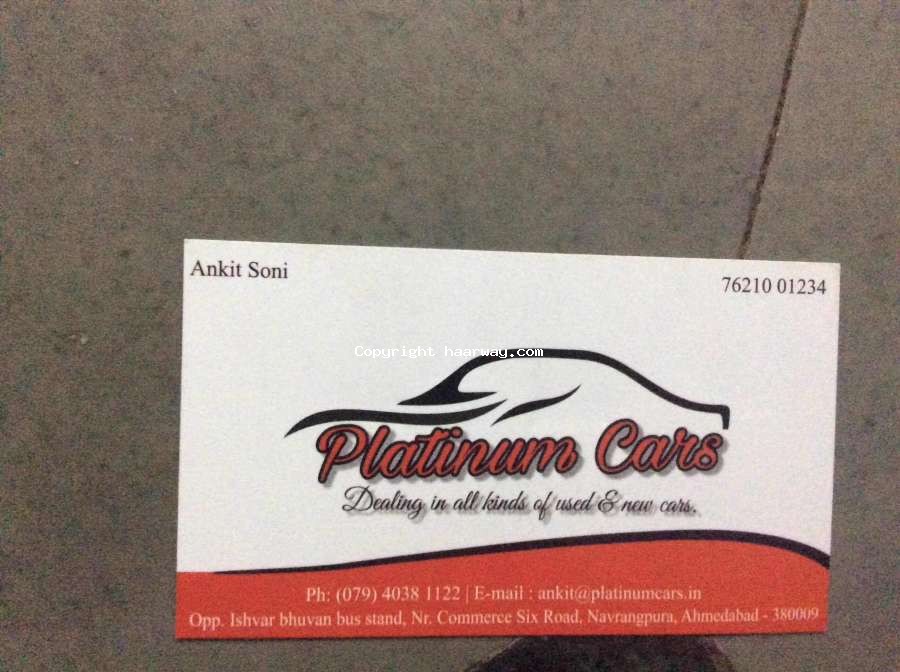 Ankit Soni
76210 01234
Copyright haarwag.com
Platinum Cars
Dealing in all kinds of used & new cars.
Ph: (079) 4038 1122 | E-mail : ankit@platinumcars.in
Opp. Ishvar bhuvan bus stand, Nr. Commerce Six Road, Navrangpura, Ahmedabad - 380009